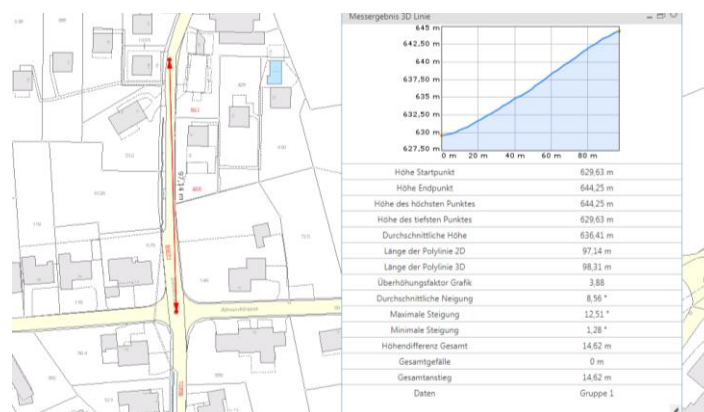 Messergebnis 3D Linie
645 m
642,50 m
640 m
637,50 m
635 m
632,50 m
630 m
627,50 m
0 m 20 m 40 m 60 m 80 m
Höhe Startpunkt 629,63 m
Höhe Endpunkt 644,25 m
Höhe des höchsten Punktes 644,25 m
Höhe des tiefsten Punktes 629,63 m
Durchschnittliche Höhe 636,41 m
Länge der Polylinie 2D 97,14 m
Länge der Polylinie 3D 98,31 m
Überhöhungsfaktor Grafik 3,88
Durchschnittliche Neigung 8,56 °
Maximale Steigung 12,51 °
Minimale Steigung 1,28 °
Höhendifferenz Gesamt 14,62 m
Gesamtgefälle 0 m
Gesamtanstieg 14,62 m
Daten Gruppe 1
97,14 m